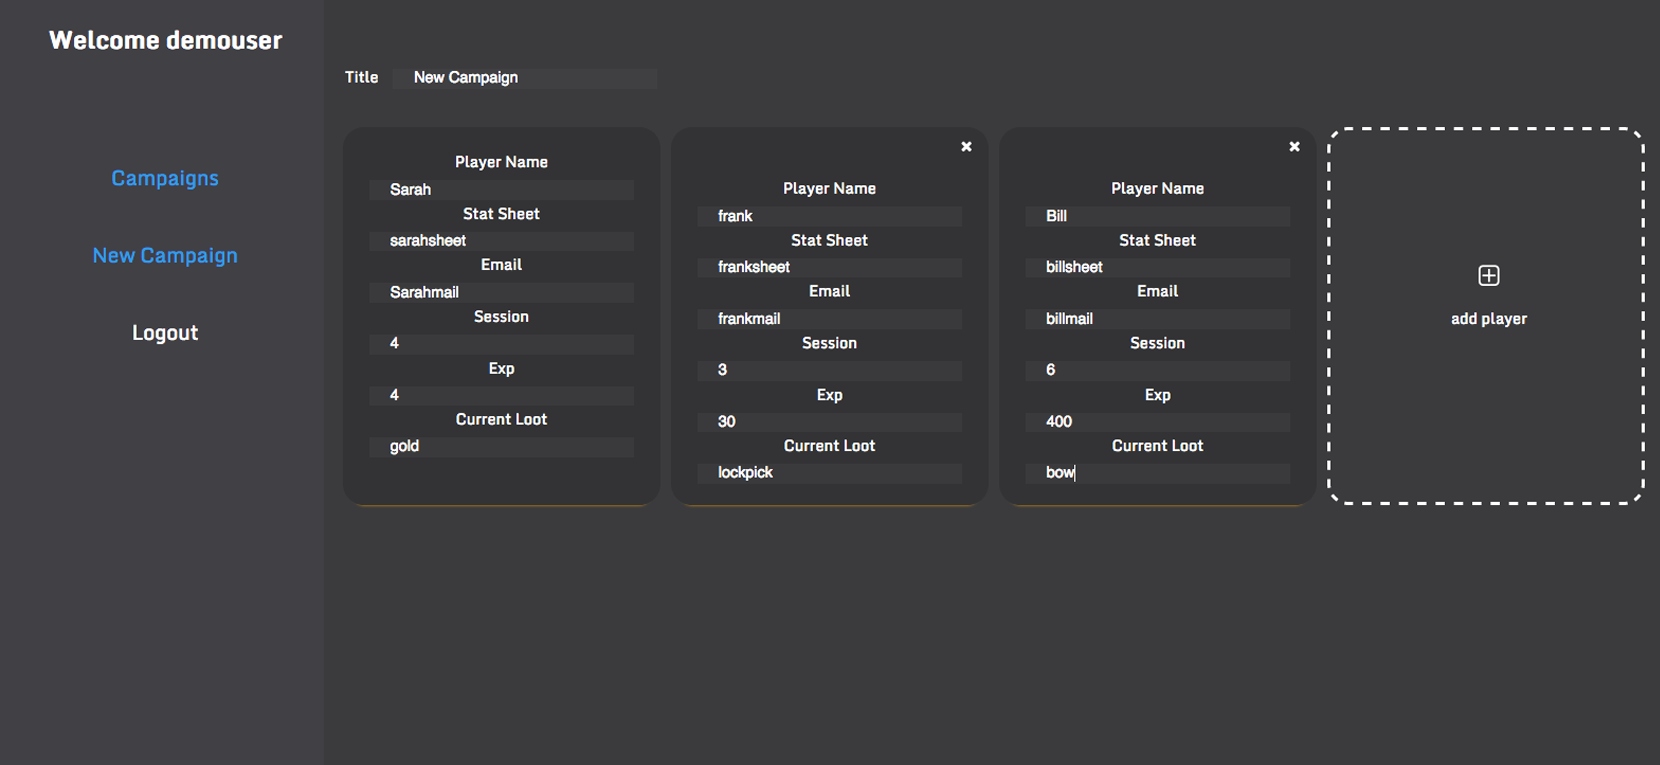 Welcome demouser
Campaigns
New Campaign
Logout
Title New Campaign
Player Name
Sarah
Stat Sheet
sarahsheet
Email
Sarahmail
Session
4
Exp
4
Current Loot
gold
Player Name
frank
Stat Sheet
franksheet
Email
frankmail
Session
3
Exp
30
Current Loot
lockpick
Player Name
Bill
Stat Sheet
billsheet
Email
billmail
Session
6
Exp
400
Current Loot
bow
add player